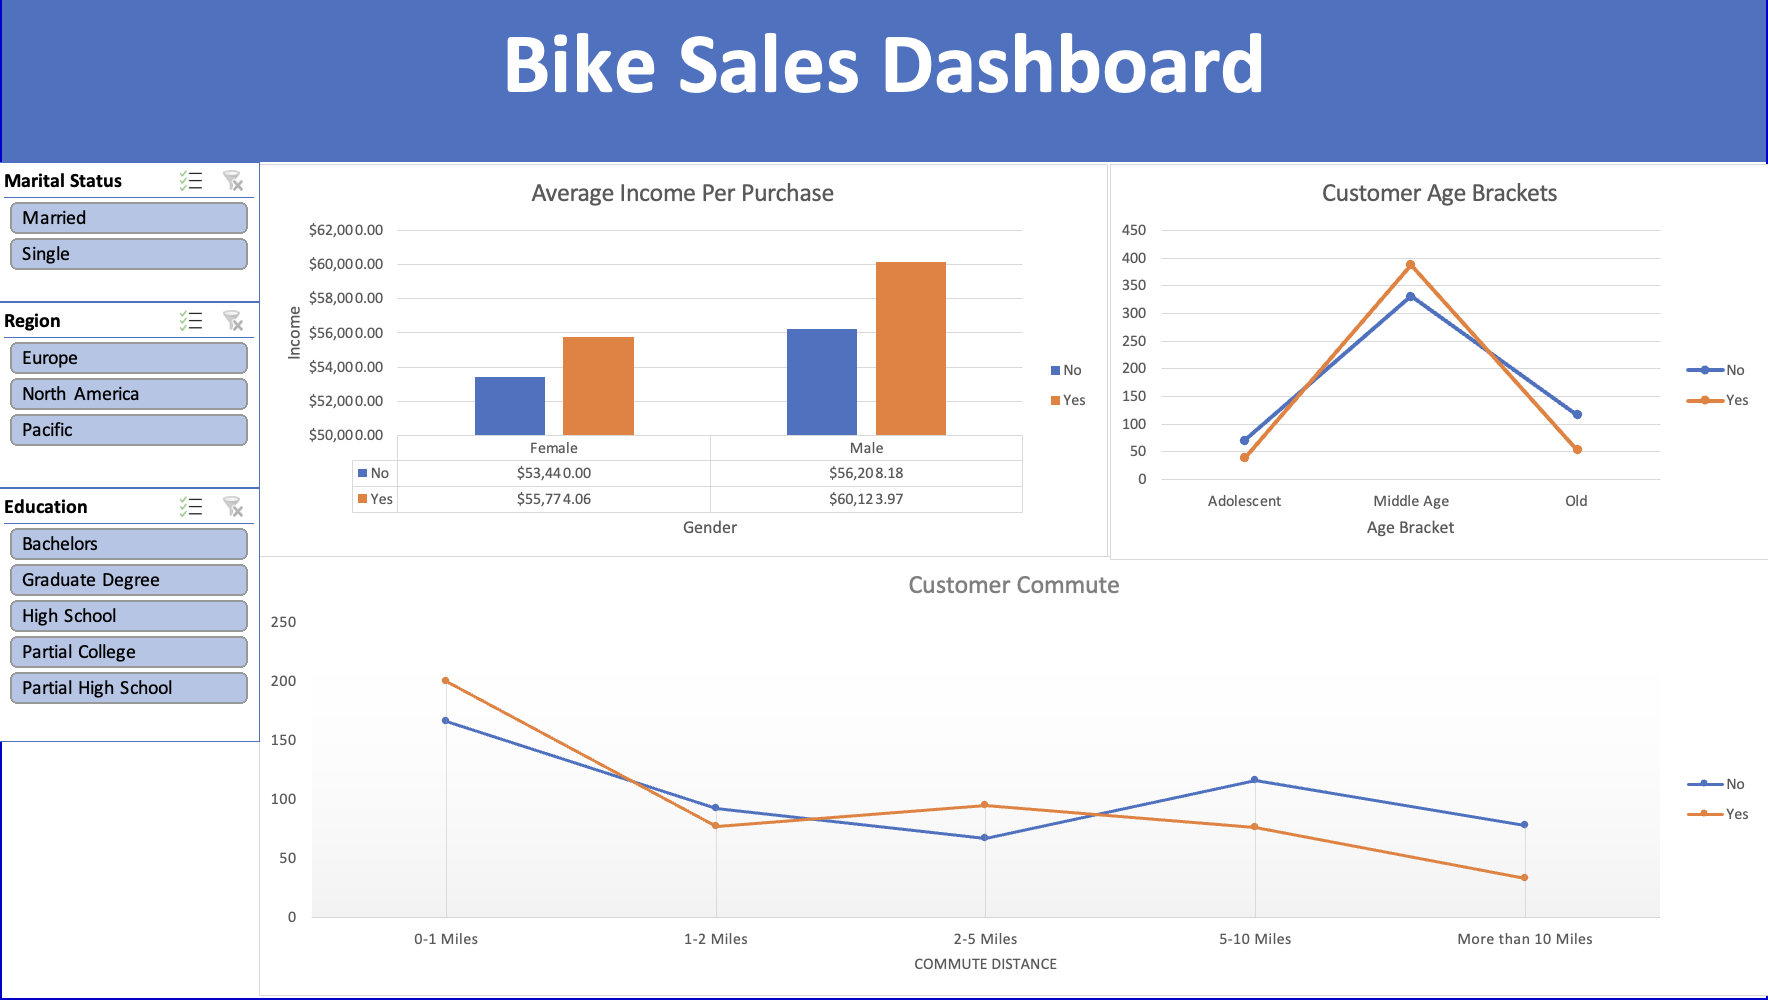 Bike Sales Dashboard
Marital Status
Married
Single
Region
Europe
North America
Pacific
Education
Bachelors
Graduate Degree
High School
Partial College
Partial High School
Average Income Per Purchase
Income
$62,000.00
$60,000.00
$58,000.00
$56,000.00
$54,000.00
$52,000.00
$50,000.00
Female Male
No $53,440.00 $56,208.18
Yes $55,774.06 $60,123.97
Gender
No
Yes
Customer Age Brackets
450
400
350
300
250
200
150
100
50
0
Adolescent Middle Age Old
Age Bracket
No
Yes
Customer Commute
250
200
150
100
50
0
0-1 Miles 1-2 Miles 2-5 Miles 5-10 Miles More than 10 Miles
COMMUTE DISTANCE
No
Yes